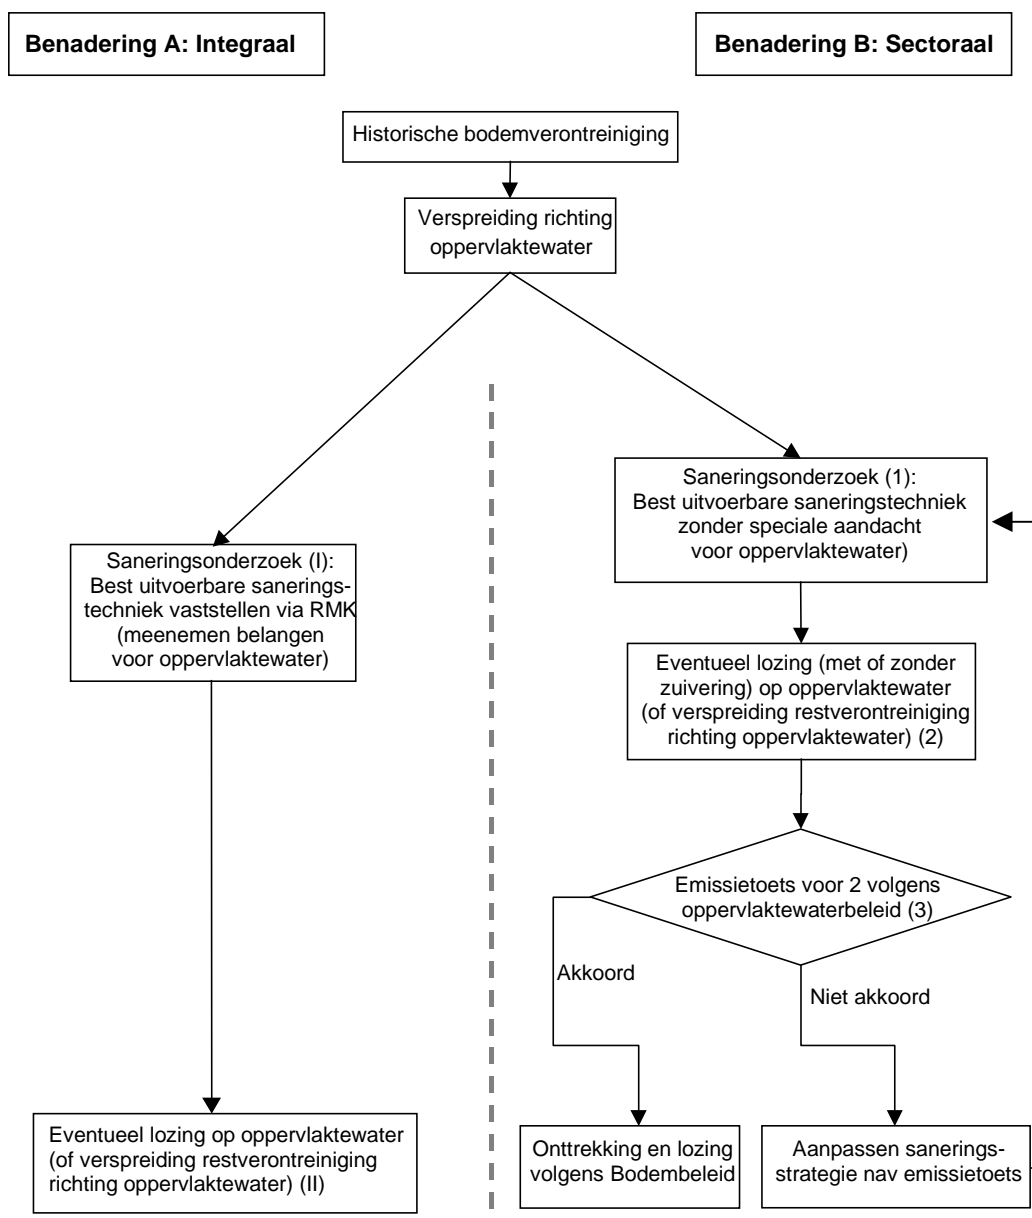 Benadering A: Integraal
Benadering B: Sectoraal
Historische bodemverontreiniging
Verspreiding richting
oppervlaktewater
Saneringsonderzoek (I):
Best uitvoerbare sanerings-
techniek vaststellen via RMK
(meenemen belangen
voor oppervlaktewater)
Eventueel lozing op oppervlaktewater
(of verspreiding restverontreiniging
richting oppervlaktewater) (II)
Saneringsonderzoek (1):
Best uitvoerbare saneringstechniek
zonder speciale aandacht
voor oppervlaktewater)
Eventueel lozing (met of zonder
zuivering) op oppervlaktewater
(of verspreiding restverontreiniging
richting oppervlaktewater) (2)
Emissietoets voor 2 volgens
oppervlaktewaterbeleid (3)
Akkoord
Niet akkoord
Onttrekking en lozing
volgens Bodembeleid
Aanpassen sanerings-
strategie nav emissietoets